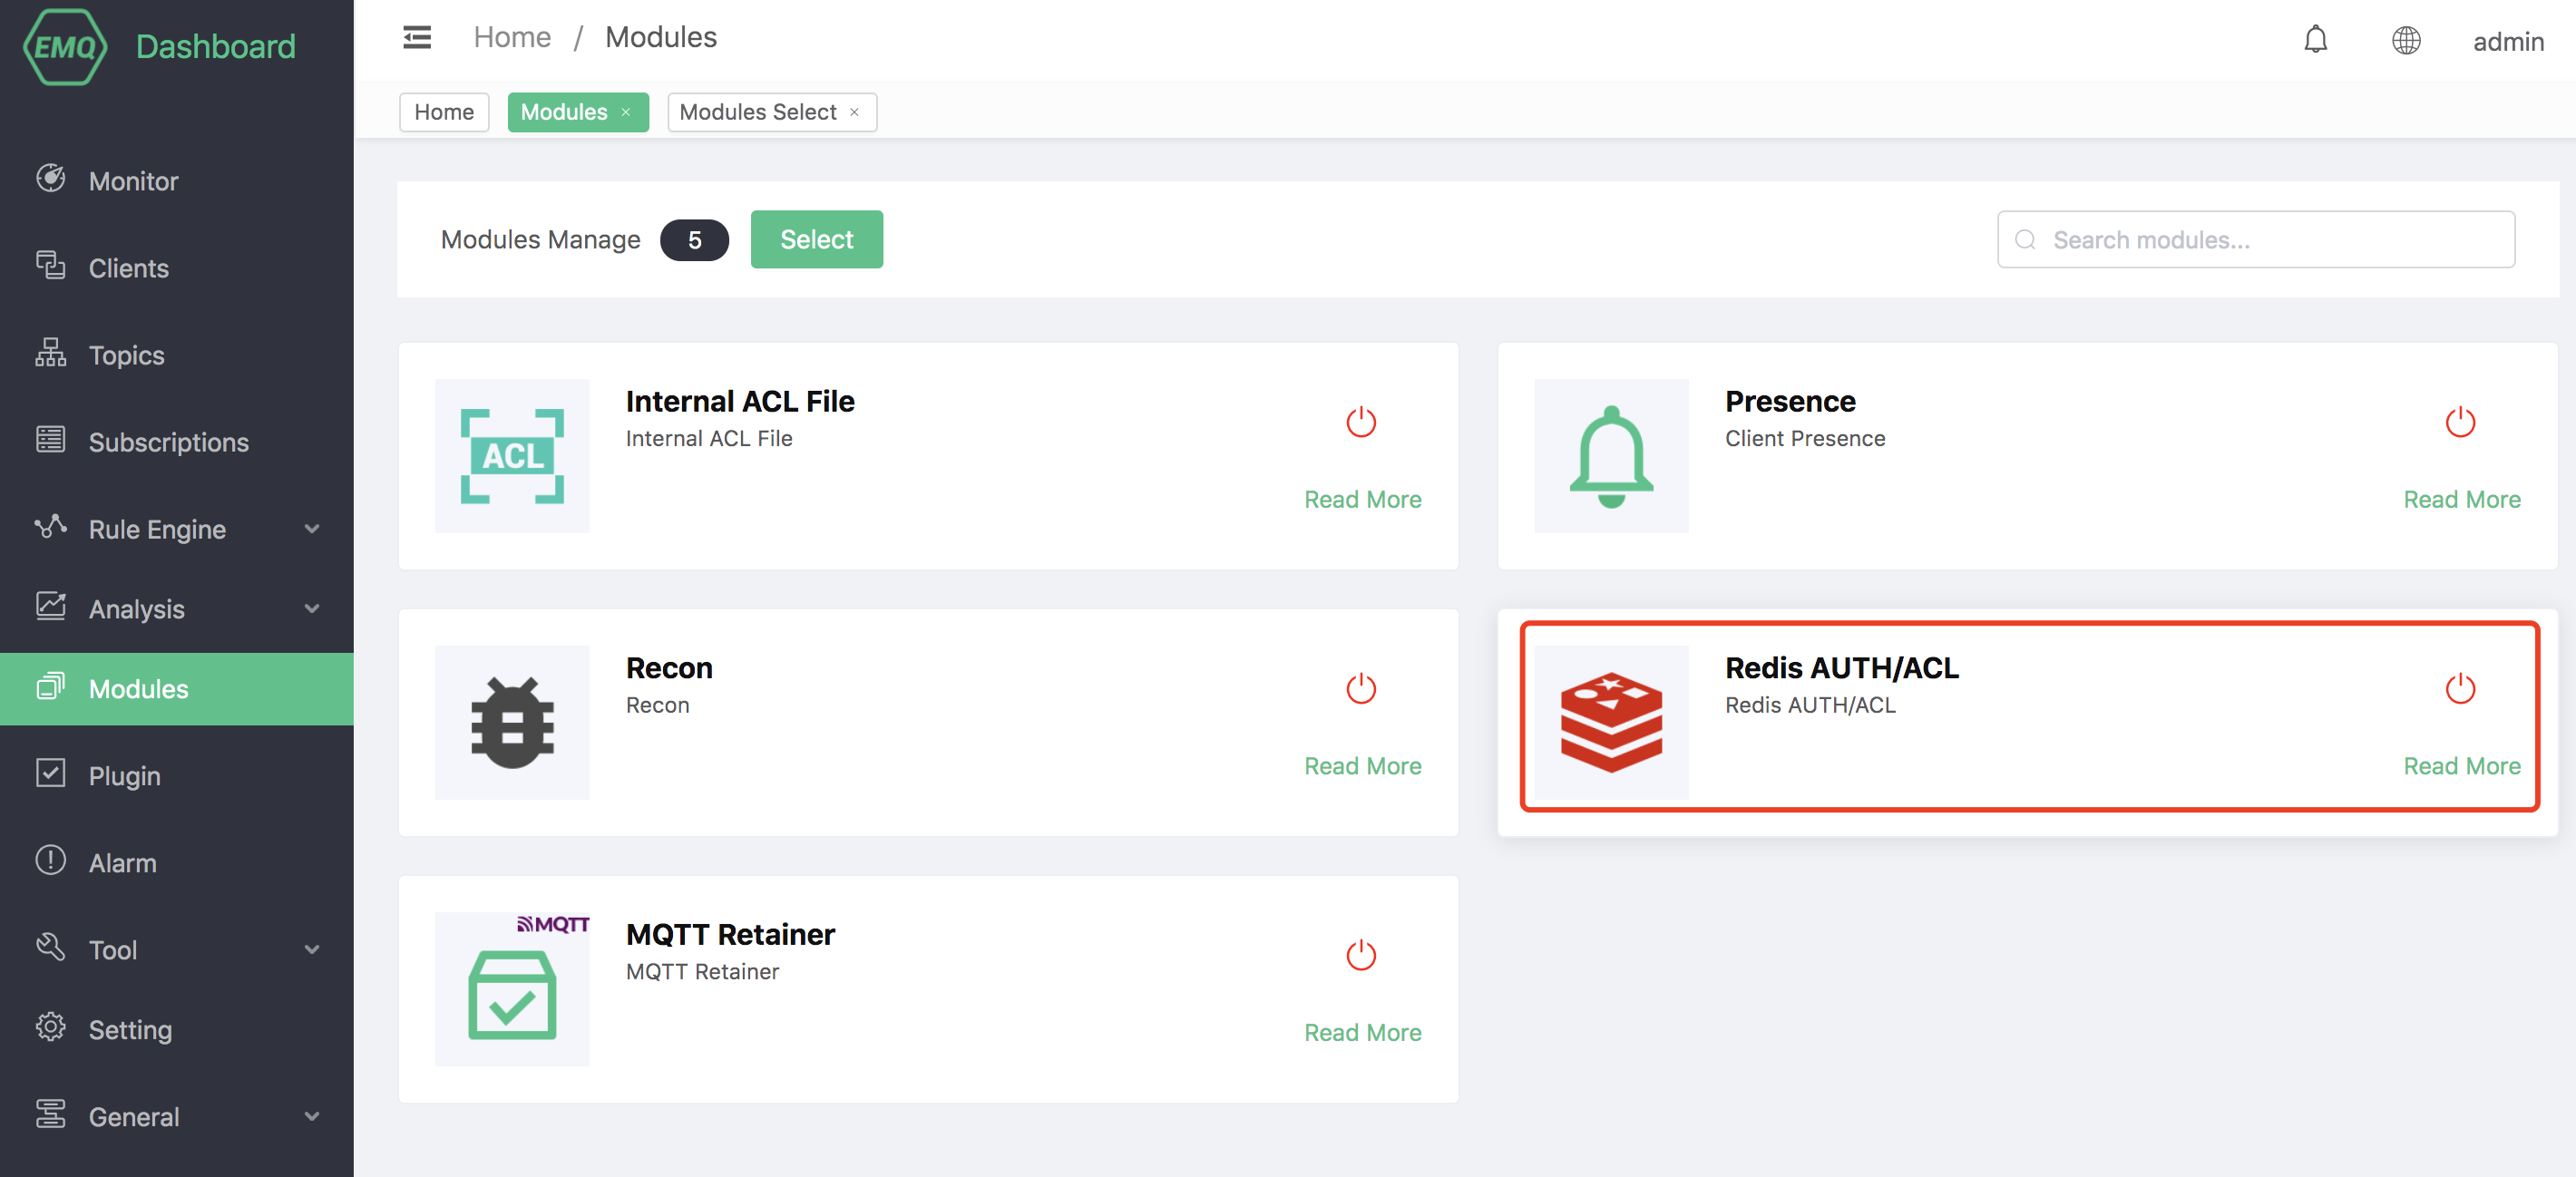 EMQ Dashboard
Home / Modules
admin
Home
Modules ×
Modules Select ×
Monitor
Clients
Topics
Subscriptions
Rule Engine
Analysis
Modules
Plugin
Alarm
Tool
Setting
General
Modules Manage 5 Select
Search modules...
ACL
Internal ACL File
Internal ACL File
Read More
Presence
Client Presence
Read More
Recon
Recon
Read More
Redis AUTH/ACL
Redis AUTH/ACL
Read More
MQTT
MQTT Retainer
MQTT Retainer
Read More